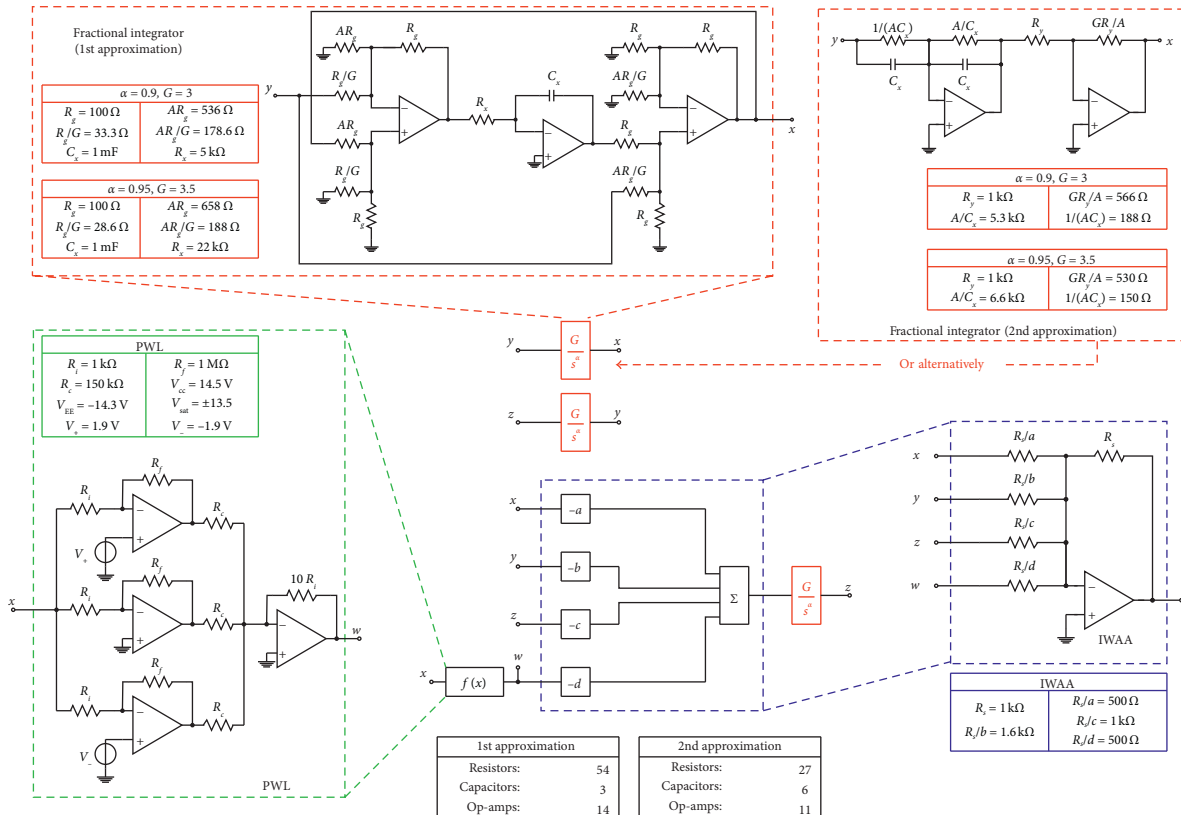 Fractional integrator
(1st approximation)
AR_g
R_g
R_g/G
y
AR_g
R_g/G
R_g
−
+
R_x
C_x
−
+
R_g
R_g
AR_g
R_g
AR_g/G
R_g
−
+
x
α = 0.9, G = 3
R_g = 100 Ω AR_g = 536 Ω
R_g/G = 33.3 Ω AR_g/G = 178.6 Ω
C_x = 1 mF R_x = 5 kΩ
α = 0.95, G = 3.5
R_g = 100 Ω AR_g = 658 Ω
R_g/G = 28.6 Ω AR_g/G = 188 Ω
C_x = 1 mF R_x = 22 kΩ
1/(AC_x) A/C_x R_y GR_y/A
y x
C_x C_x
−
+
−
+
α = 0.9, G = 3
R_y = 1 kΩ GR_y/A = 566 Ω
A/C_x = 5.3 kΩ 1/(AC_x) = 188 Ω
α = 0.95, G = 3.5
R_y = 1 kΩ GR_y/A = 530 Ω
A/C_x = 6.6 kΩ 1/(AC_x) = 150 Ω
Fractional integrator (2nd approximation)
Or alternatively
y G/s^α x
z G/s^α y
PWL
R_i = 1 kΩ R_f = 1 MΩ
R_c = 150 kΩ V_cc = 14.5 V
V_EE = −14.3 V V_sat = ±13.5
V_+ = 1.9 V V_− = −1.9 V
R_f
R_i
−
+
R_c
V_+
x
R_f
R_i
−
+
R_c
10 R_i
−
+
w
R_f
R_i
−
+
R_c
V_−
PWL
x −a
y −b
z −c
w
x f (x) −d
Σ
G/s^α
z
x R_s/a R_s
y R_s/b
z R_s/c
w R_s/d
−
+
IWAA
IWAA
R_s = 1 kΩ R_s/a = 500 Ω
R_s/b = 1.6 kΩ R_s/c = 1 kΩ
R_s/d = 500 Ω
1st approximation
Resistors: 54
Capacitors: 3
Op-amps: 14
2nd approximation
Resistors: 27
Capacitors: 6
Op-amps: 11